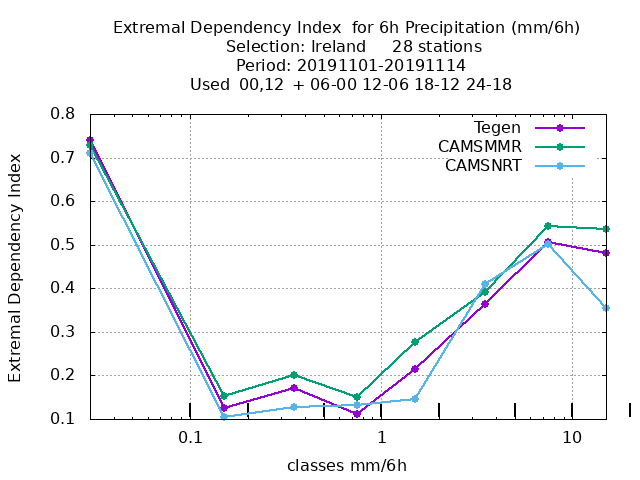 Extremal Dependency Index  for 6h Precipitation (mm/6h)
Selection: Ireland     28 stations
Period: 20191101-20191114
Used  00,12  + 06-00 12-06 18-12 24-18
Extremal Dependency Index
0.8
0.7
0.6
0.5
0.4
0.3
0.2
0.1
Tegen
CAMSMMR
CAMSNRT
0.1 1 10
classes mm/6h